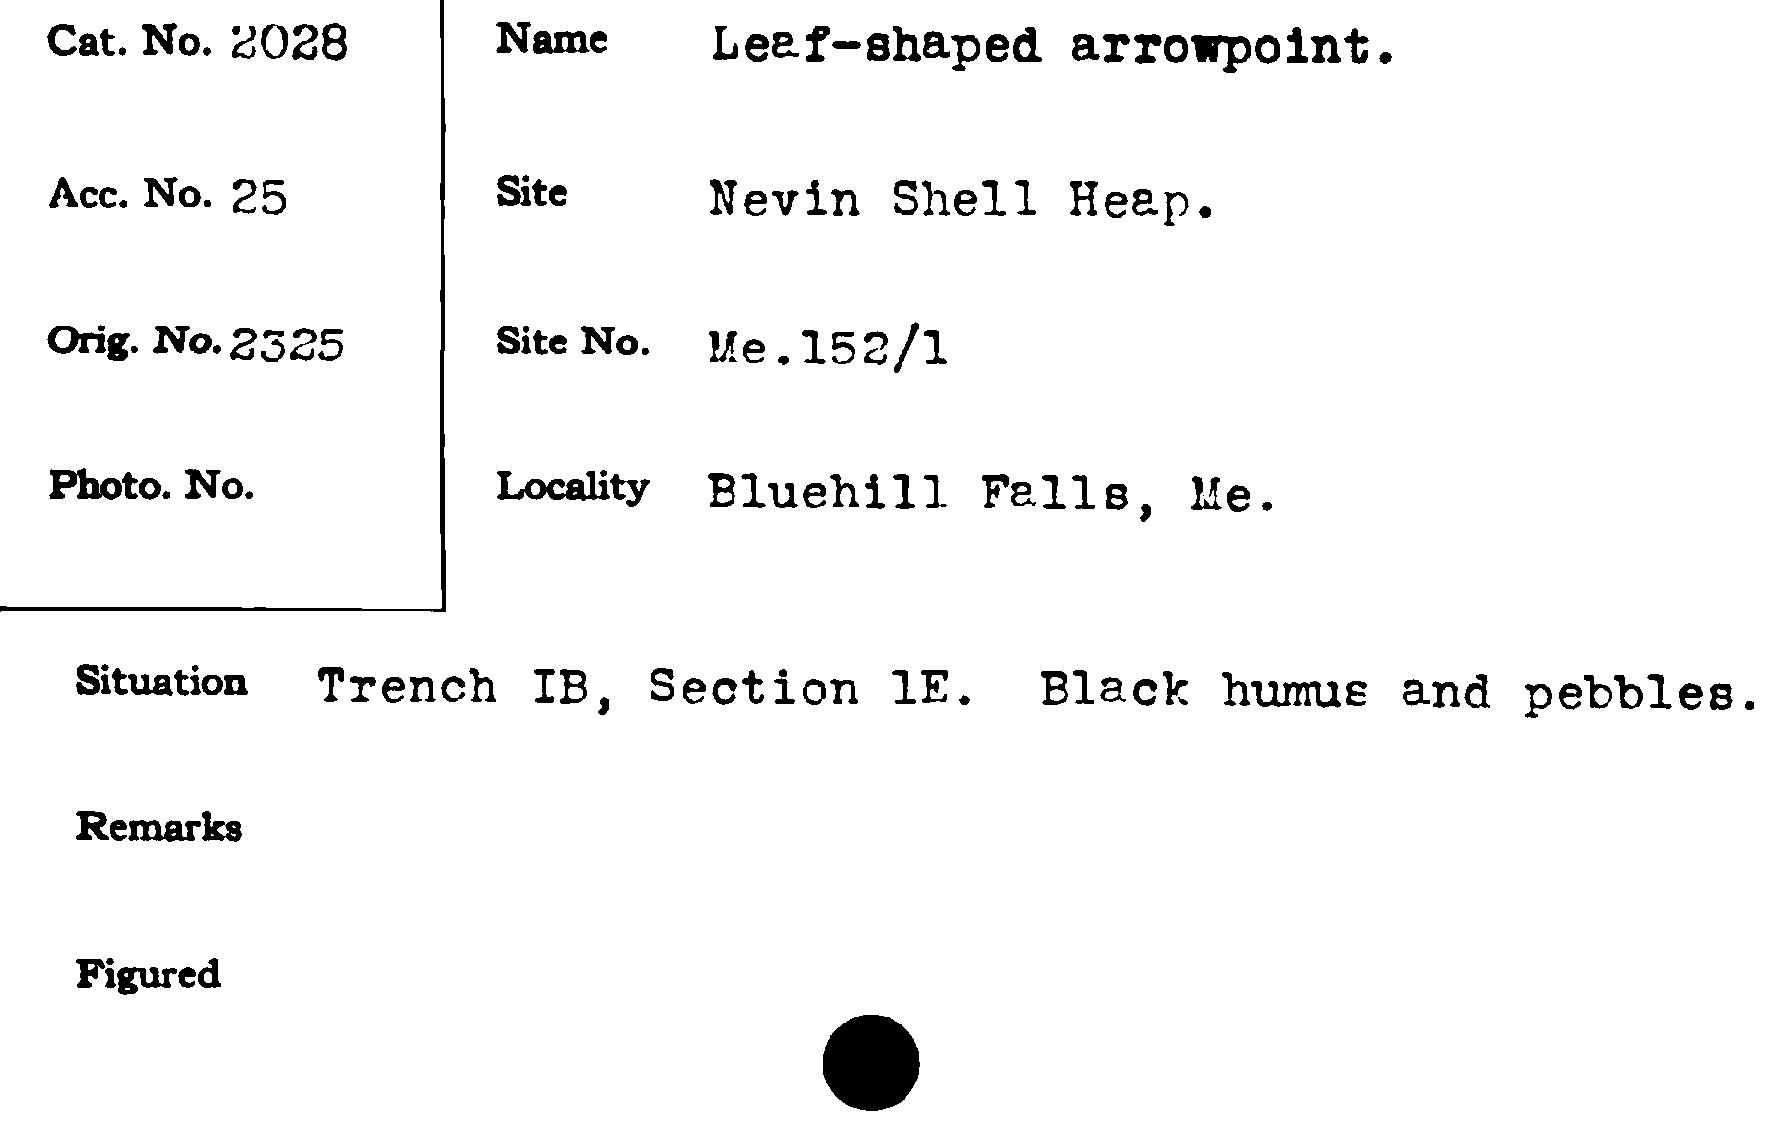 Cat. No. 2028
Name Leaf-shaped arrowpoint.
Acc. No. 25
Site Nevin Shell Heap.
Orig. No. 2325
Site No. Me.152/1
Photo. No.
Locality Bluehill Falls, Me.
Situation Trench IB, Section 1E. Black humus and pebbles.
Remarks
Figured